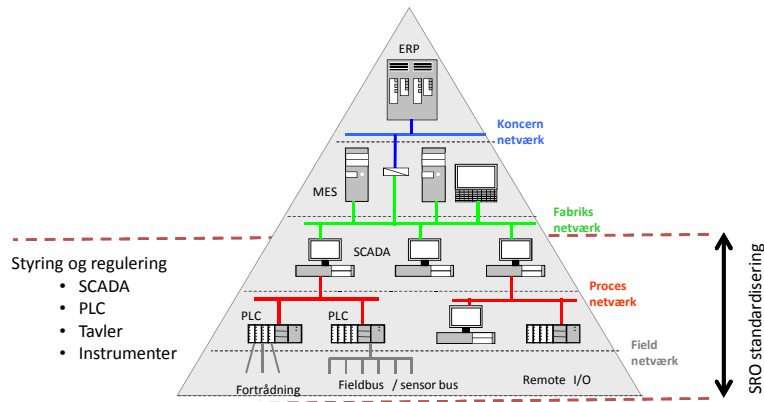 ERP
Koncern
netværk
MES
Fabriks
netværk
Styring og regulering
• SCADA
• PLC
• Tavler
• Instrumenter
SCADA
Proces
netværk
PLC
PLC
Field
netværk
Fortrådning
Fieldbus / sensor bus
Remote I/O
SRO standardisering